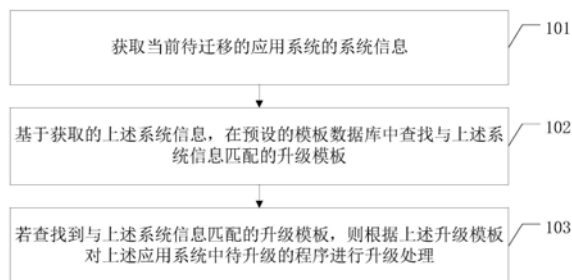 获取当前待迁移的应用系统的系统信息
101
基于获取的上述系统信息，在预设的模板数据库中查找与上述系
统信息匹配的升级模板
102
若查找到与上述系统信息匹配的升级模板，则根据上述升级模板
对上述应用系统中待升级的程序进行升级处理
103